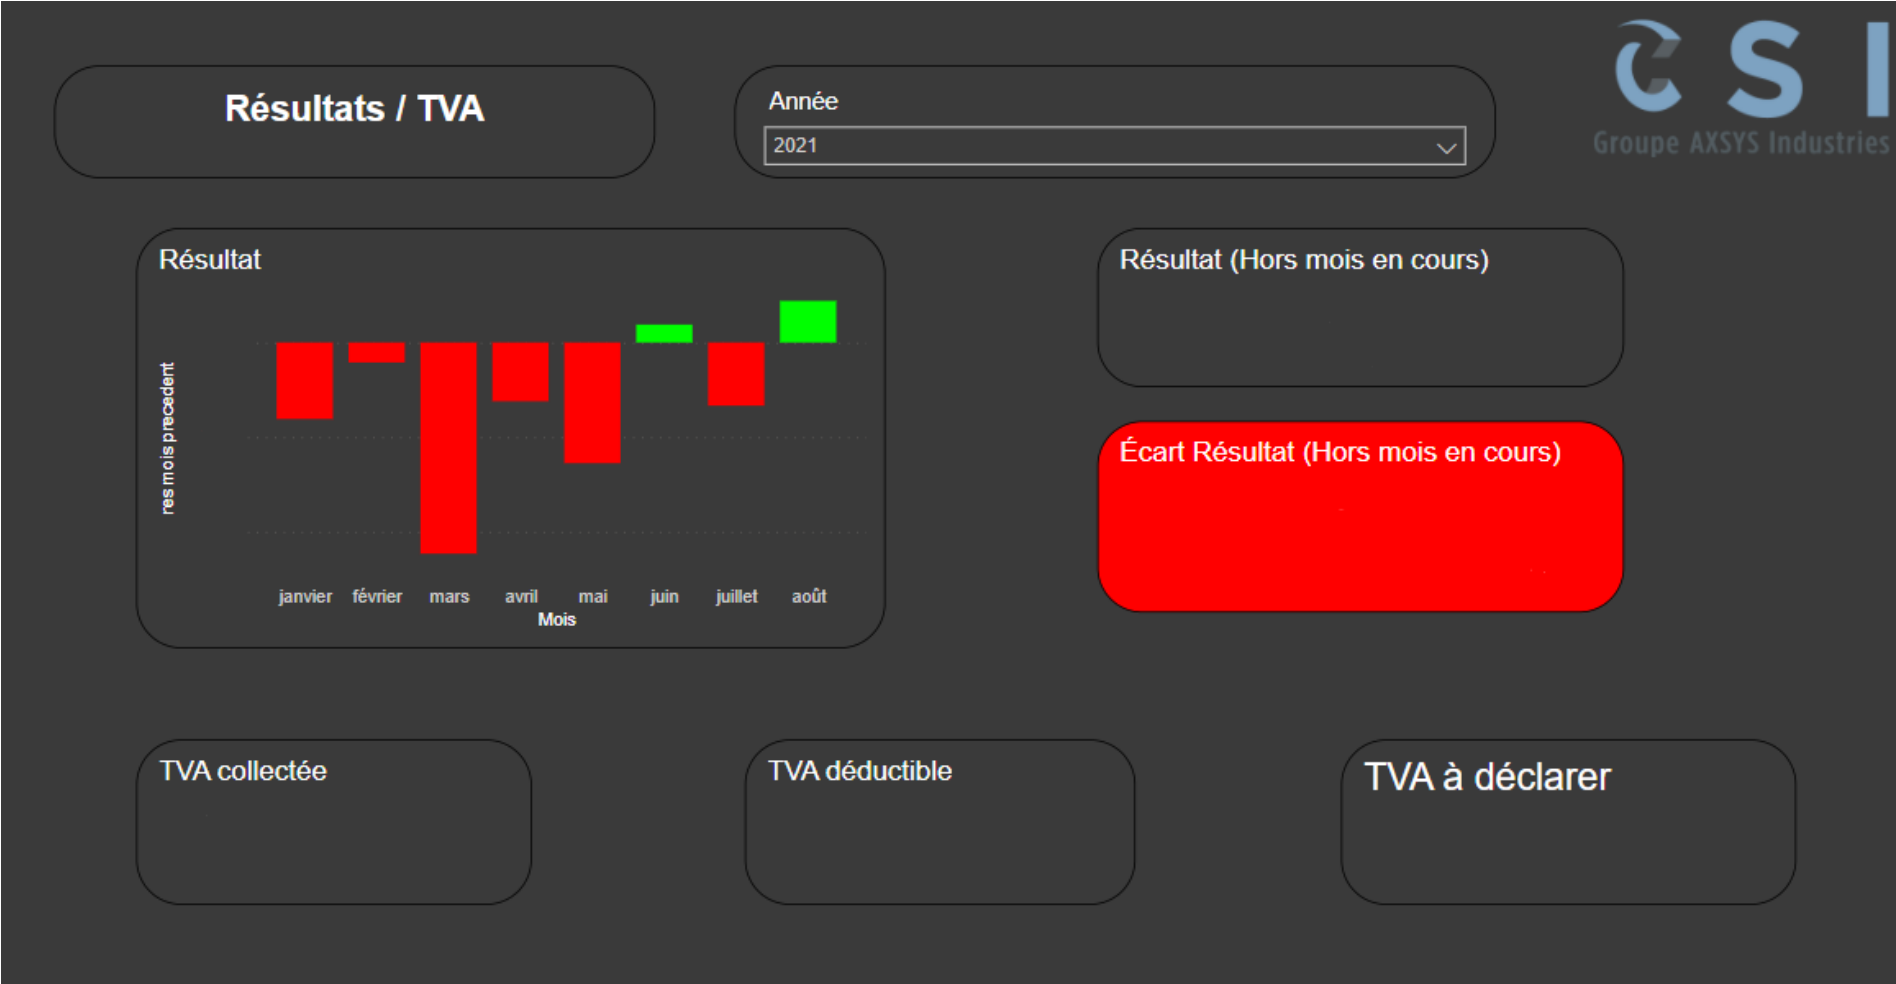 CSI
Groupe AXSYS Industries
Résultats / TVA
Année
2021
Résultat
res mois precedent
janvier février mars avril mai juin juillet août
Mois
Résultat (Hors mois en cours)
Écart Résultat (Hors mois en cours)
TVA collectée
TVA déductible
TVA à déclarer